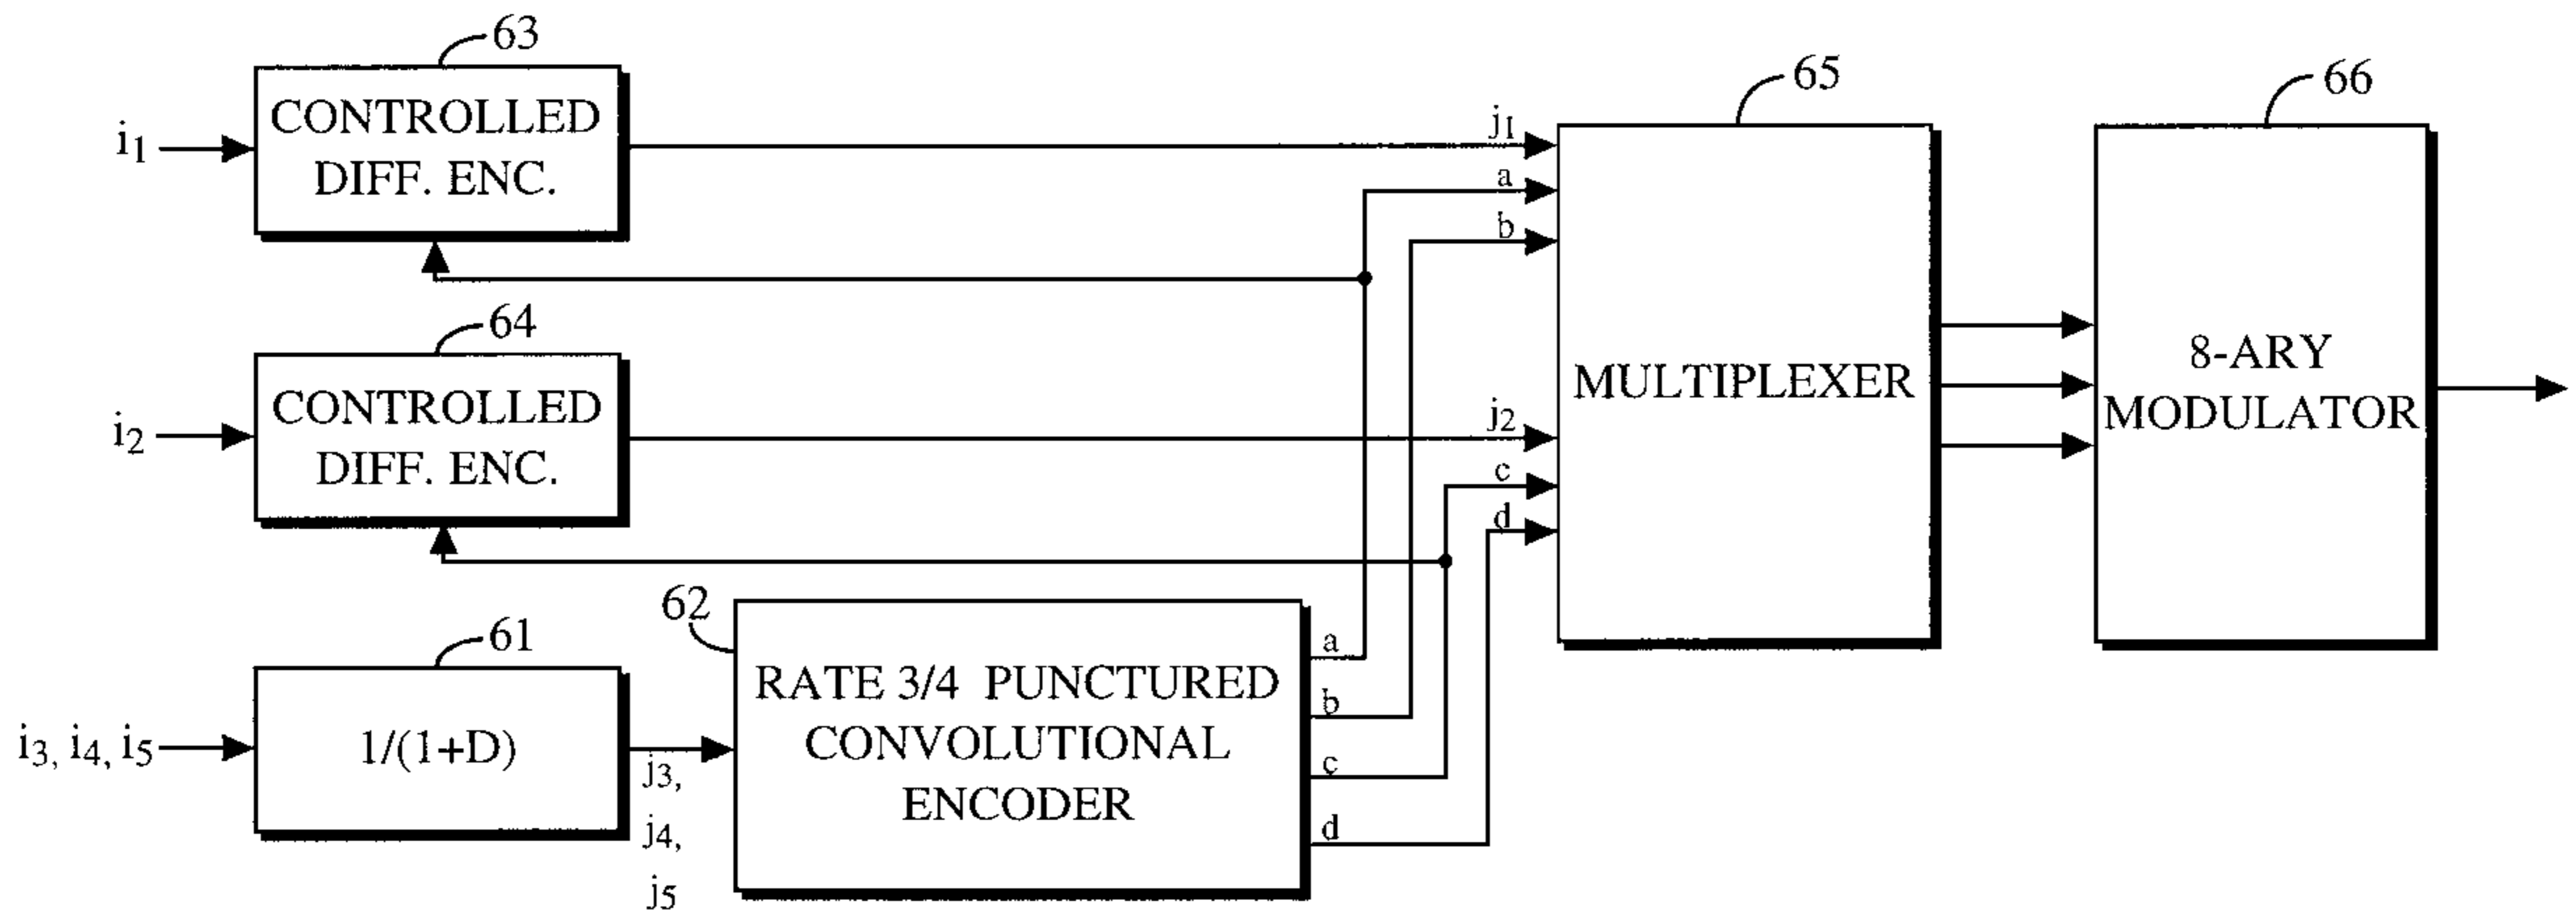 63
CONTROLLED
DIFF. ENC.
i1
j1
a
b
65
MULTIPLEXER
66
8-ARY
MODULATOR
64
CONTROLLED
DIFF. ENC.
i2
j2
c
d
61
1/(1+D)
i3, i4, i5
j3,
j4,
j5
62
RATE 3/4 PUNCTURED
CONVOLUTIONAL
ENCODER
a
b
c
d